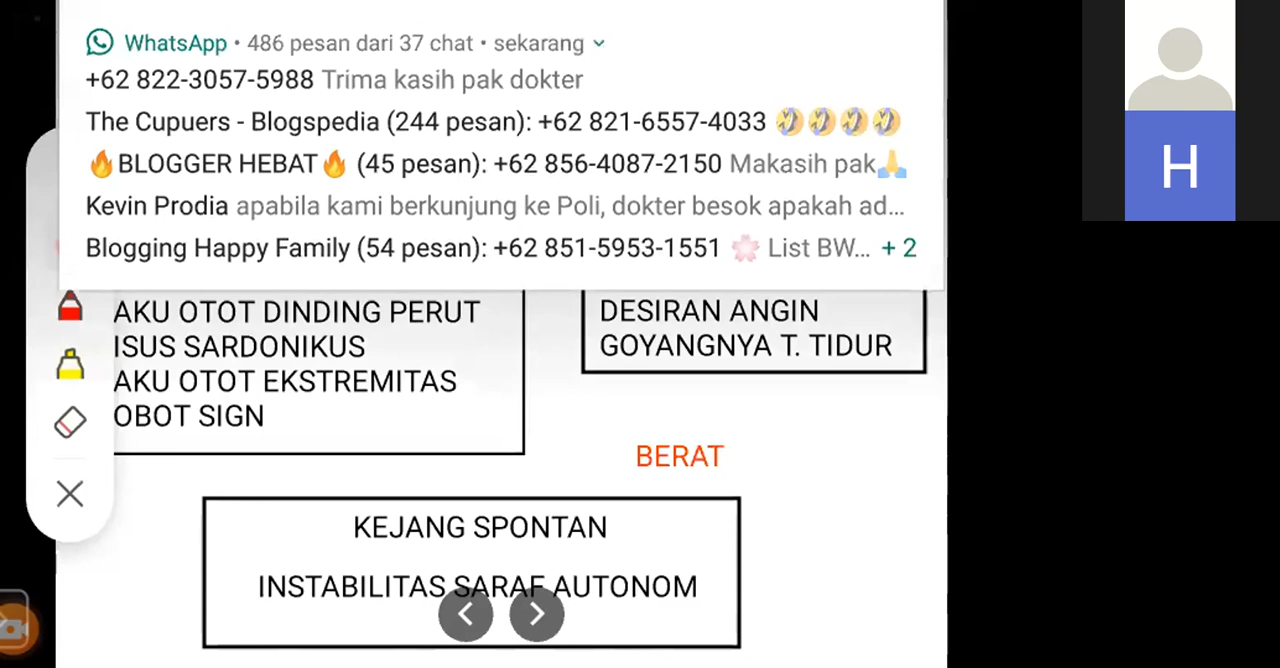 WhatsApp • 486 pesan dari 37 chat • sekarang
+62 822-3057-5988 Trima kasih pak dokter
The Cupuers - Blogspedia (244 pesan): +62 821-6557-4033 🤣🤣🤣🤣
🔥BLOGGER HEBAT🔥 (45 pesan): +62 856-4087-2150 Makasih pak🙏
Kevin Prodia apabila kami berkunjung ke Poli, dokter besok apakah ad...
Blogging Happy Family (54 pesan): +62 851-5953-1551 🌸 List BW... + 2
AKU OTOT DINDING PERUT
ISUS SARDONIKUS
AKU OTOT EKSTREMITAS
OBOT SIGN
DESIRAN ANGIN
GOYANGNYA T. TIDUR
BERAT
KEJANG SPONTAN
INSTABILITAS SARAF AUTONOM
H